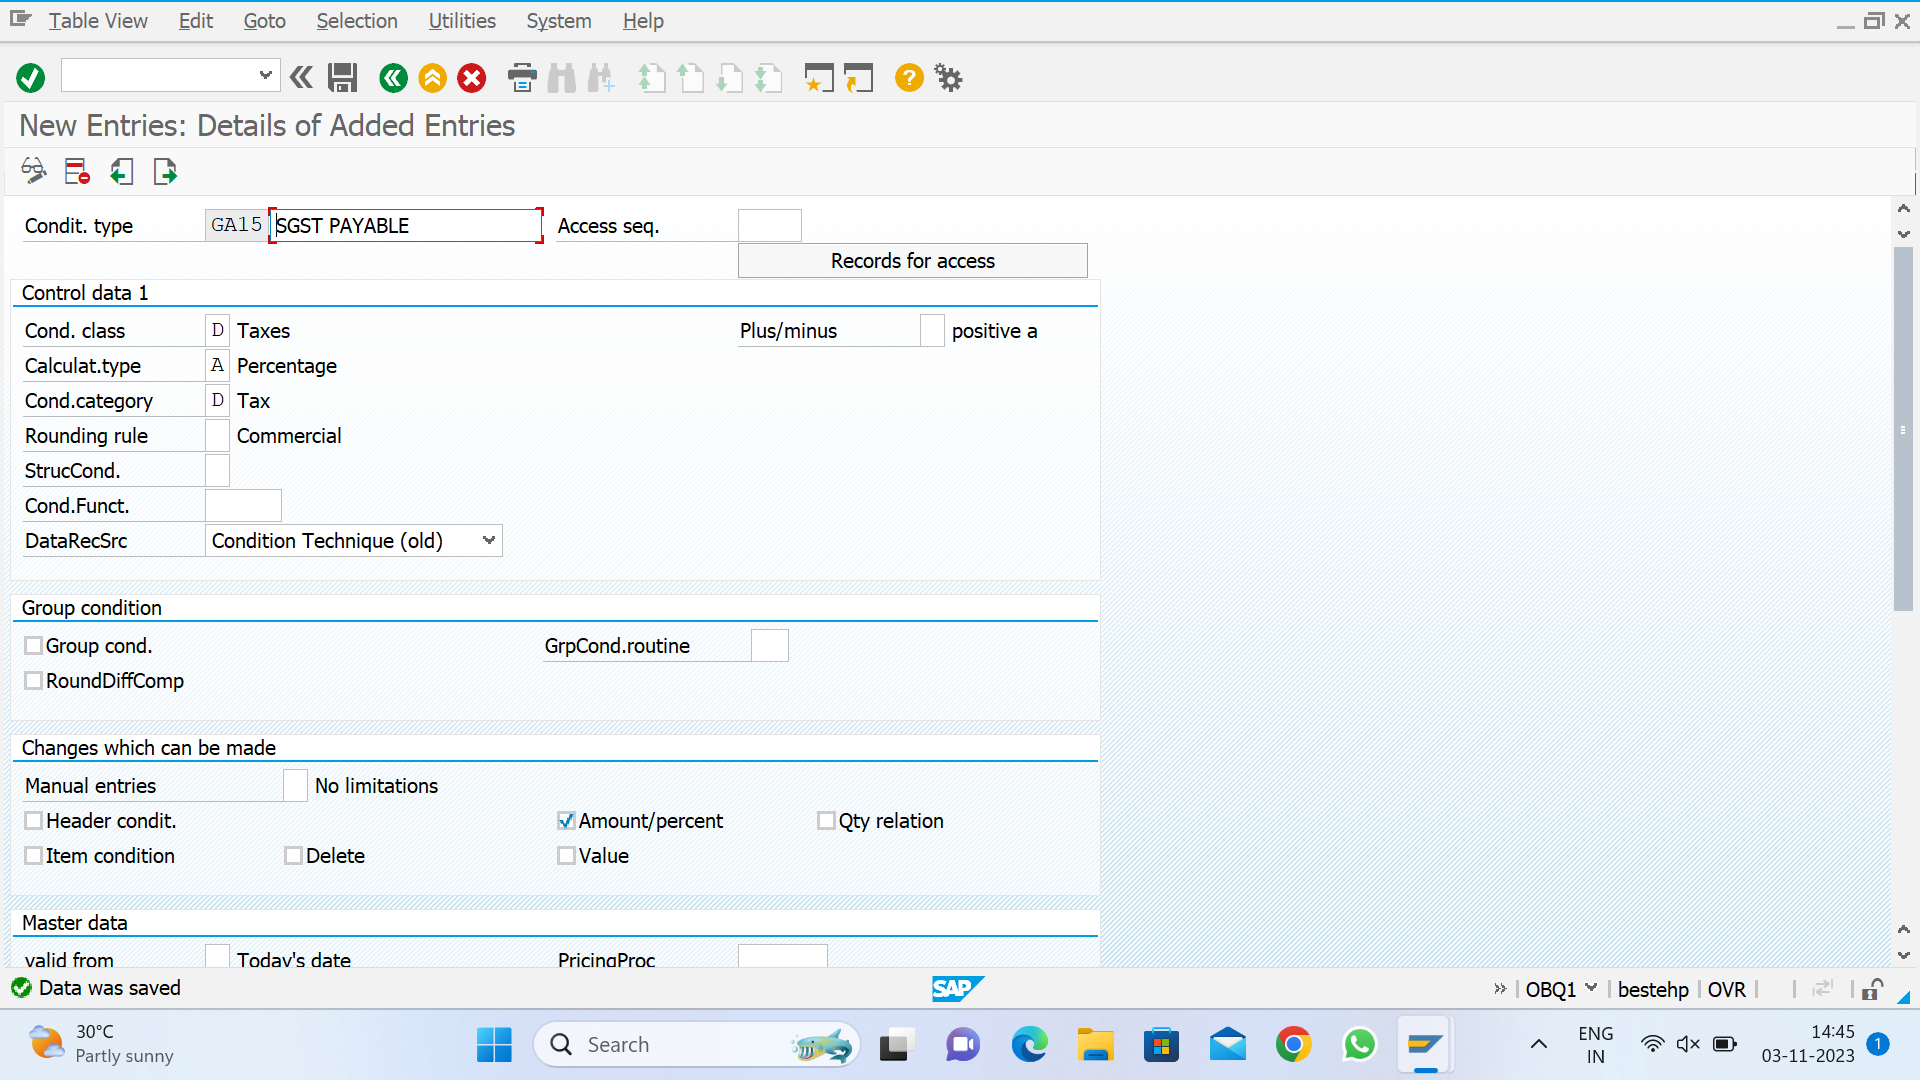 Table View Edit Goto Selection Utilities System Help
New Entries: Details of Added Entries
Condit. type GA15 SGST PAYABLE Access seq.
Records for access
Control data 1
Cond. class D Taxes Plus/minus positive a
Calculat.type A Percentage
Cond.category D Tax
Rounding rule Commercial
StrucCond.
Cond.Funct.
DataRecSrc Condition Technique (old)
Group condition
Group cond. GrpCond.routine
RoundDiffComp
Changes which can be made
Manual entries No limitations
Header condit. Amount/percent Qty relation
Item condition Delete Value
Master data
valid from Today's date PricingProc
Data was saved SAP OBQ1 bestehp OVR
30°C
Partly sunny
Search
ENG
IN
14:45
03-11-2023
1